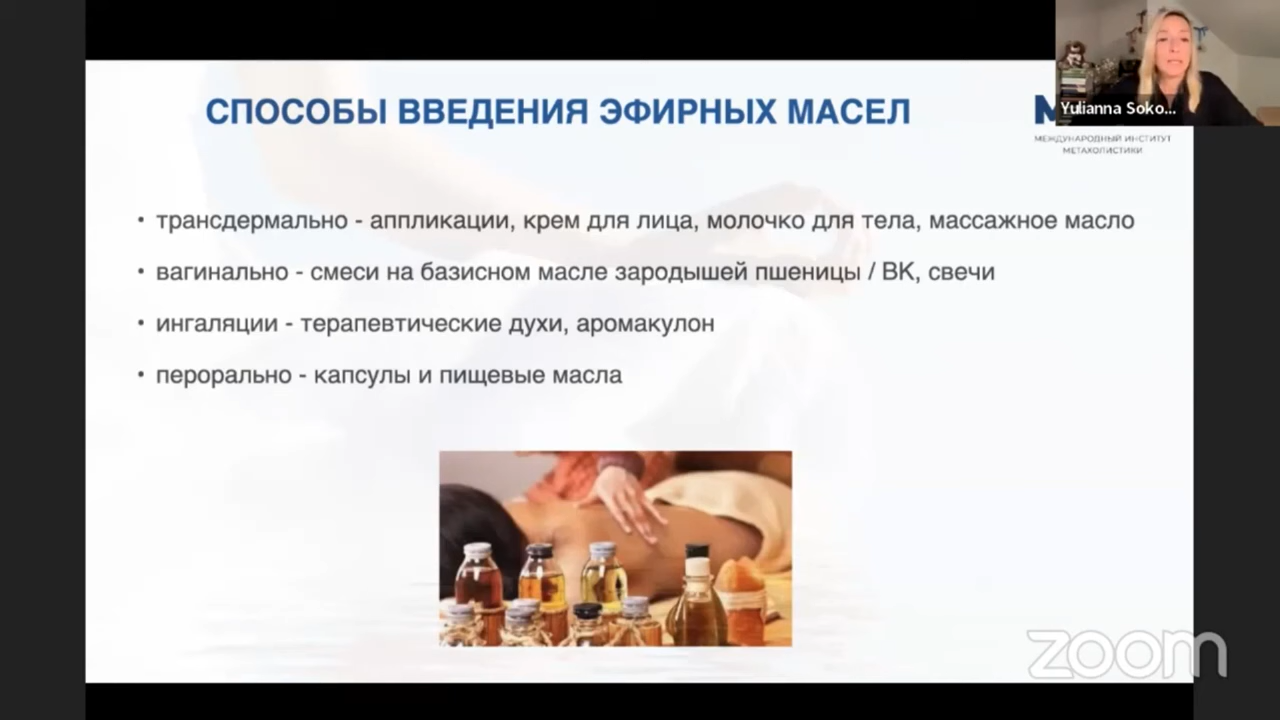 СПОСОБЫ ВВЕДЕНИЯ ЭФИРНЫХ МАСЕЛ
Yulianna Soko...
МЕЖДУНАРОДНЫЙ ИНСТИТУТ
МЕТАХОЛИСТИКИ
• трансдермально - аппликации, крем для лица, молочко для тела, массажное масло
• вагинально - смеси на базисном масле зародышей пшеницы / ВК, свечи
• ингаляции - терапевтические духи, аромакулон
• перорально - капсулы и пищевые масла
zoom